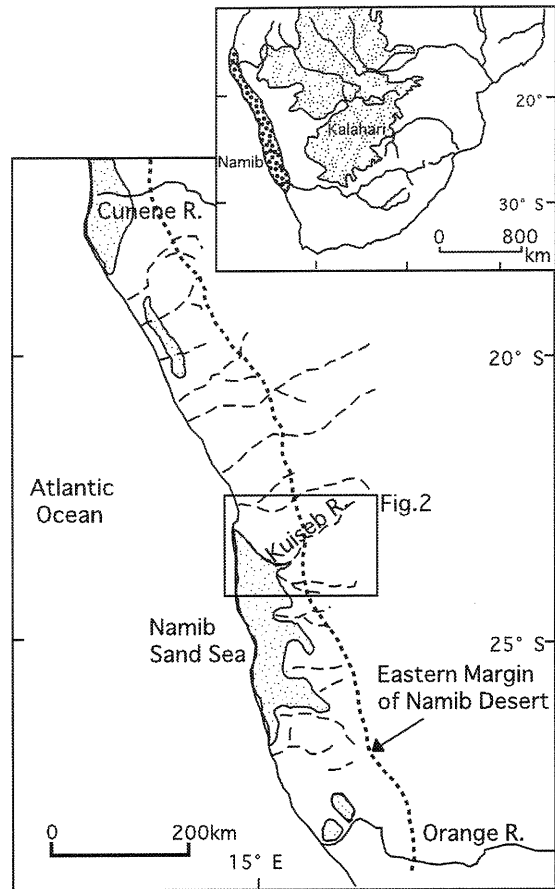 20°
Kalahari
Namib
30° S
0 800
km
Cunene R.
20° S
Atlantic
Ocean
Fig.2
Kuiseb R.
Namib
Sand Sea
25° S
Eastern Margin
of Namib Desert
0 200km
Orange R.
15° E